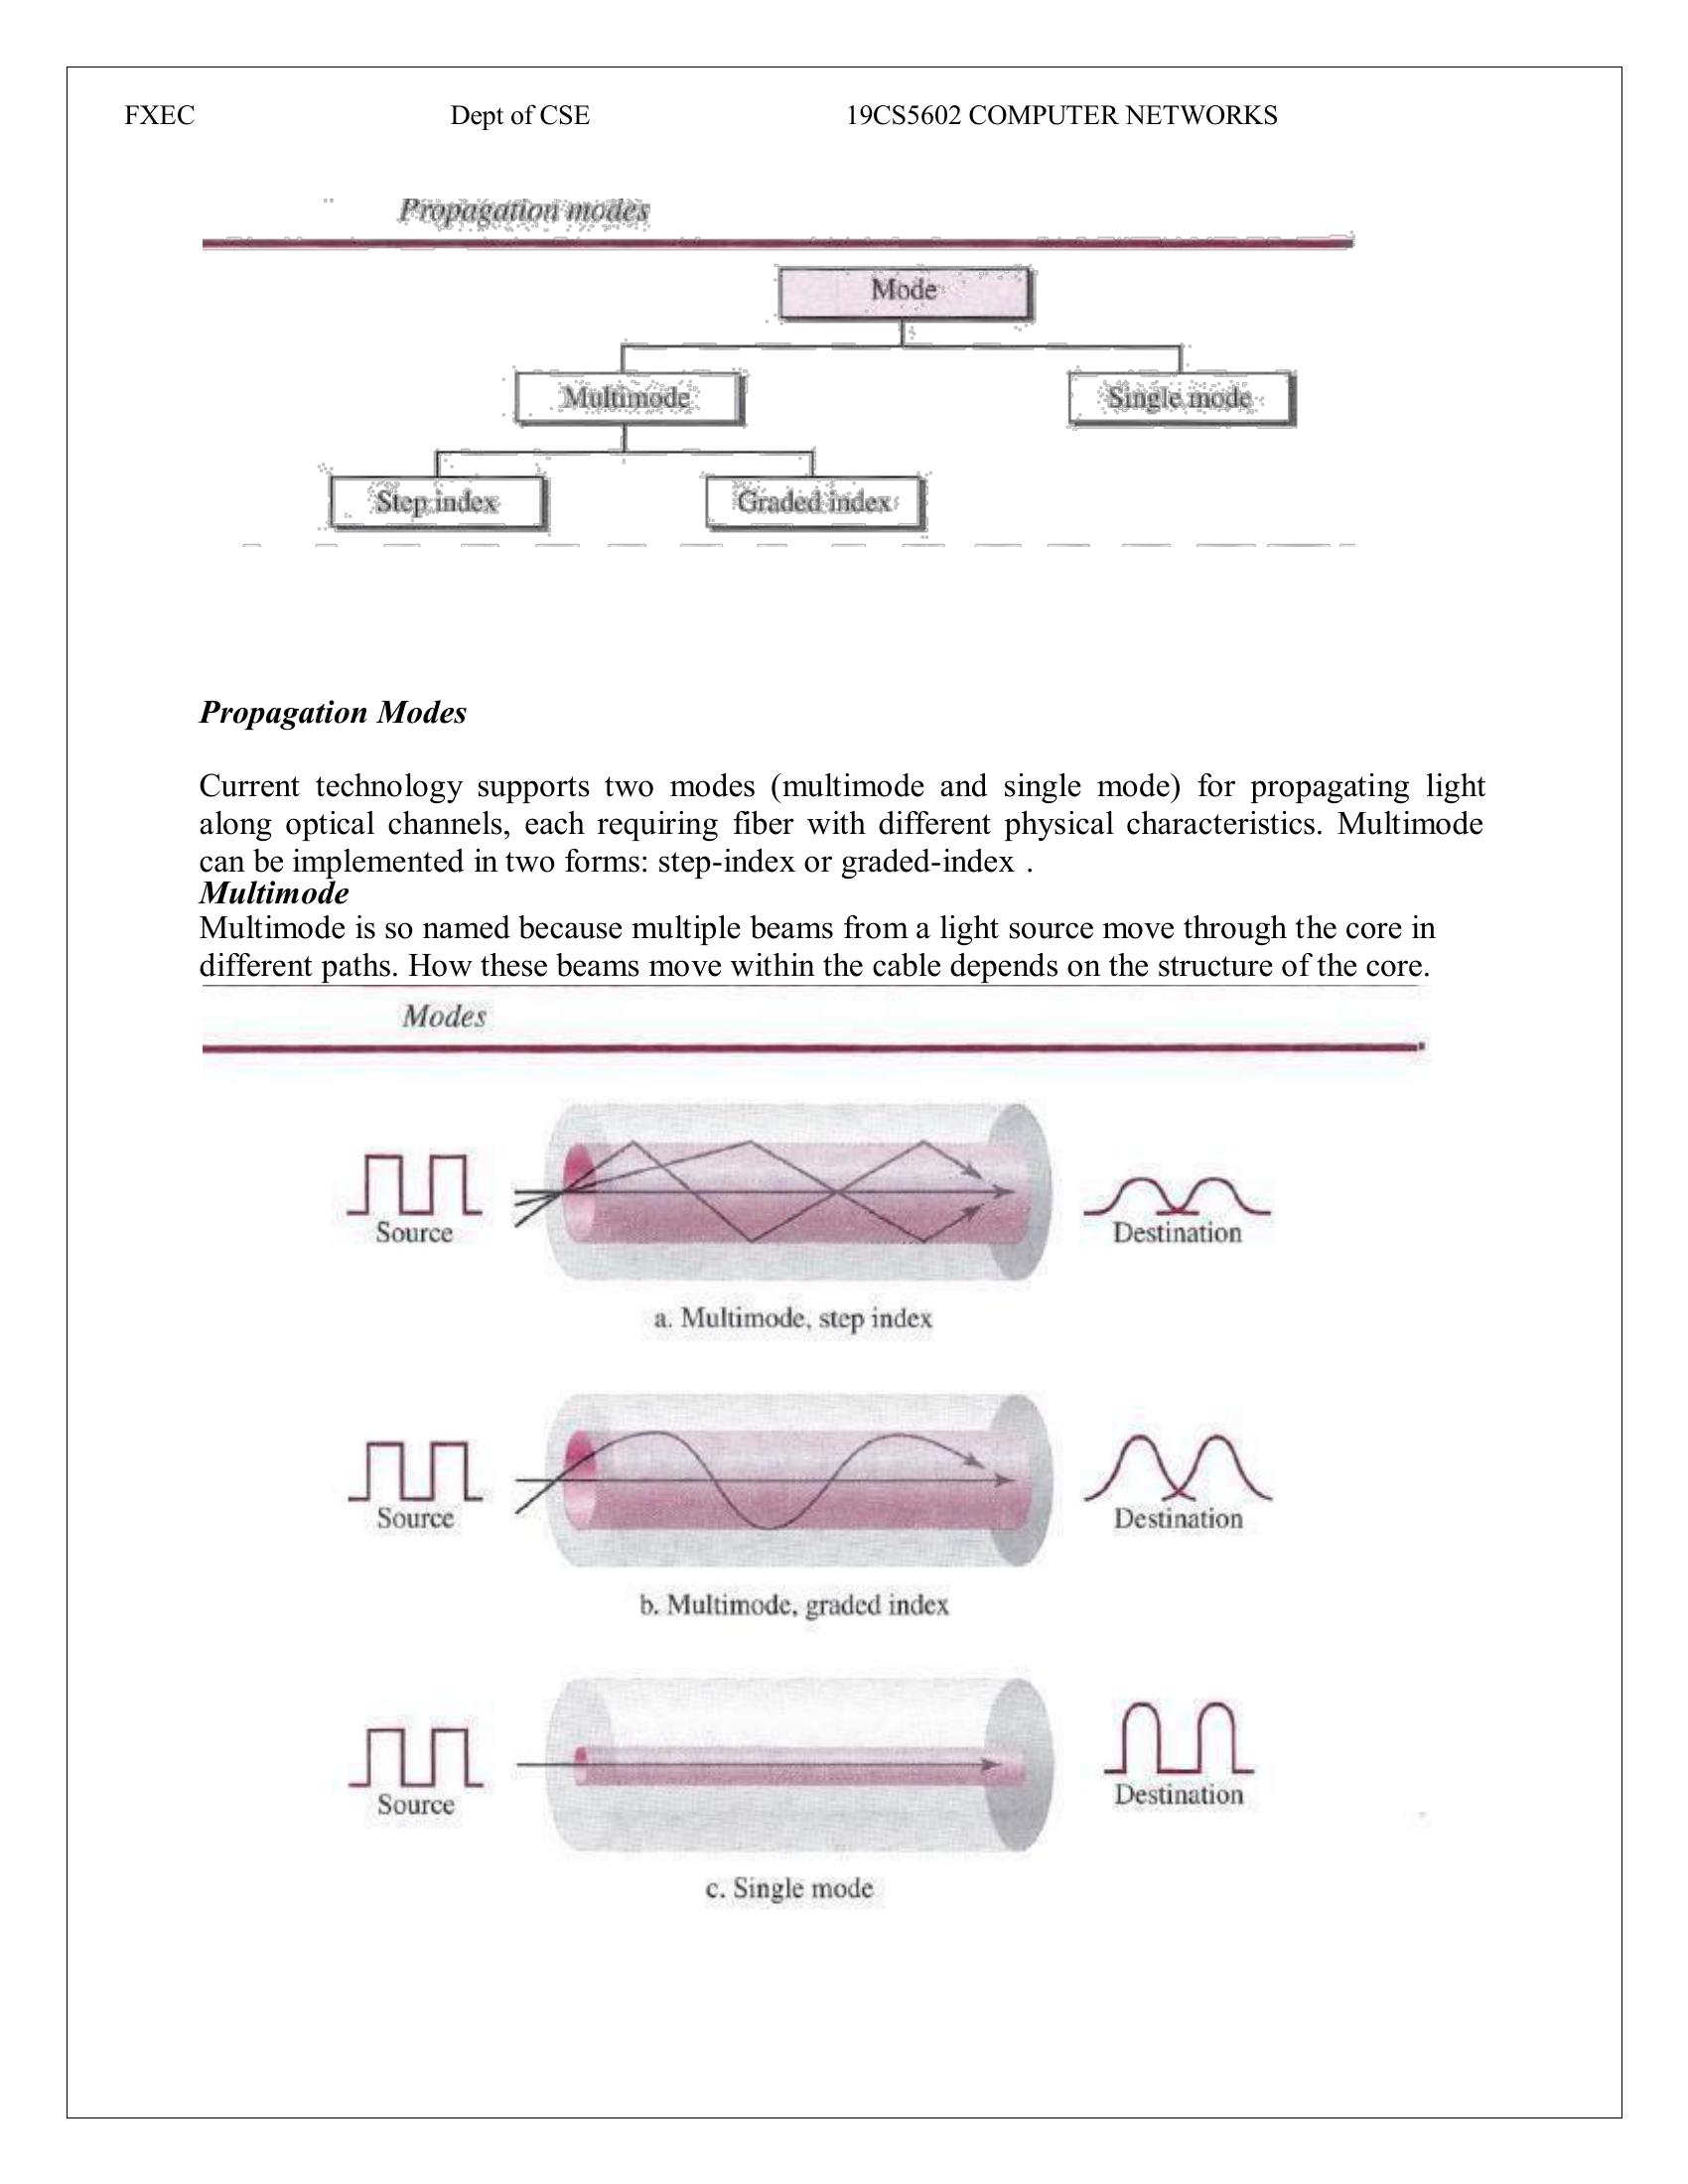 FXEC Dept of CSE 19CS5602 COMPUTER NETWORKS
Propagation modes
Mode
Multimode Single mode
Step index Graded index
Propagation Modes
Current technology supports two modes (multimode and single mode) for propagating light
along optical channels, each requiring fiber with different physical characteristics. Multimode
can be implemented in two forms: step-index or graded-index .
Multimode
Multimode is so named because multiple beams from a light source move through the core in
different paths. How these beams move within the cable depends on the structure of the core.
Modes
Source Destination
a. Multimode, step index
Source Destination
b. Multimode, graded index
Source Destination
c. Single mode